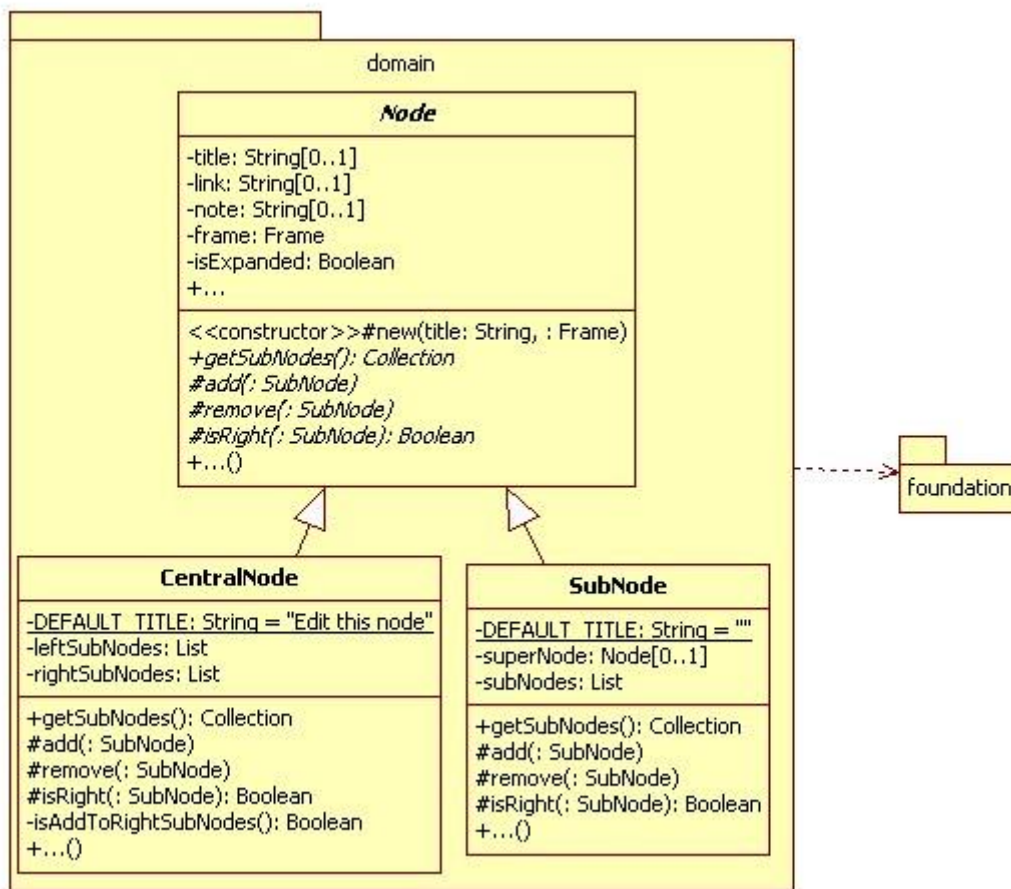 domain
Node
-title: String[0..1]
-link: String[0..1]
-note: String[0..1]
-frame: Frame
-isExpanded: Boolean
+...
<<constructor>>#new(title: String, : Frame)
+getSubNodes(): Collection
#add(: SubNode)
#remove(: SubNode)
#isRight(: SubNode): Boolean
+...()
foundation
CentralNode
-DEFAULT_TITLE: String = "Edit this node"
-leftSubNodes: List
-rightSubNodes: List
+getSubNodes(): Collection
#add(: SubNode)
#remove(: SubNode)
#isRight(: SubNode): Boolean
-isAddToRightSubNodes(): Boolean
+...()
SubNode
-DEFAULT_TITLE: String = ""
-superNode: Node[0..1]
-subNodes: List
+getSubNodes(): Collection
#add(: SubNode)
#remove(: SubNode)
#isRight(: SubNode): Boolean
+...()